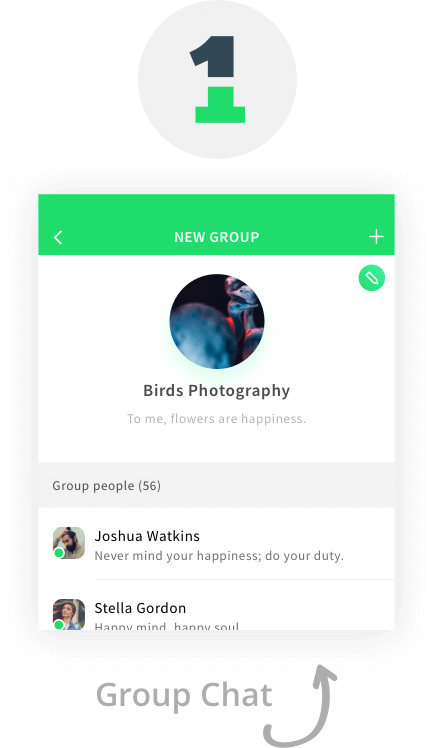 1
NEW GROUP
Birds Photography
To me, flowers are happiness.
Group people (56)
Joshua Watkins
Never mind your happiness; do your duty.
Stella Gordon
Happy mind, happy soul
Group Chat